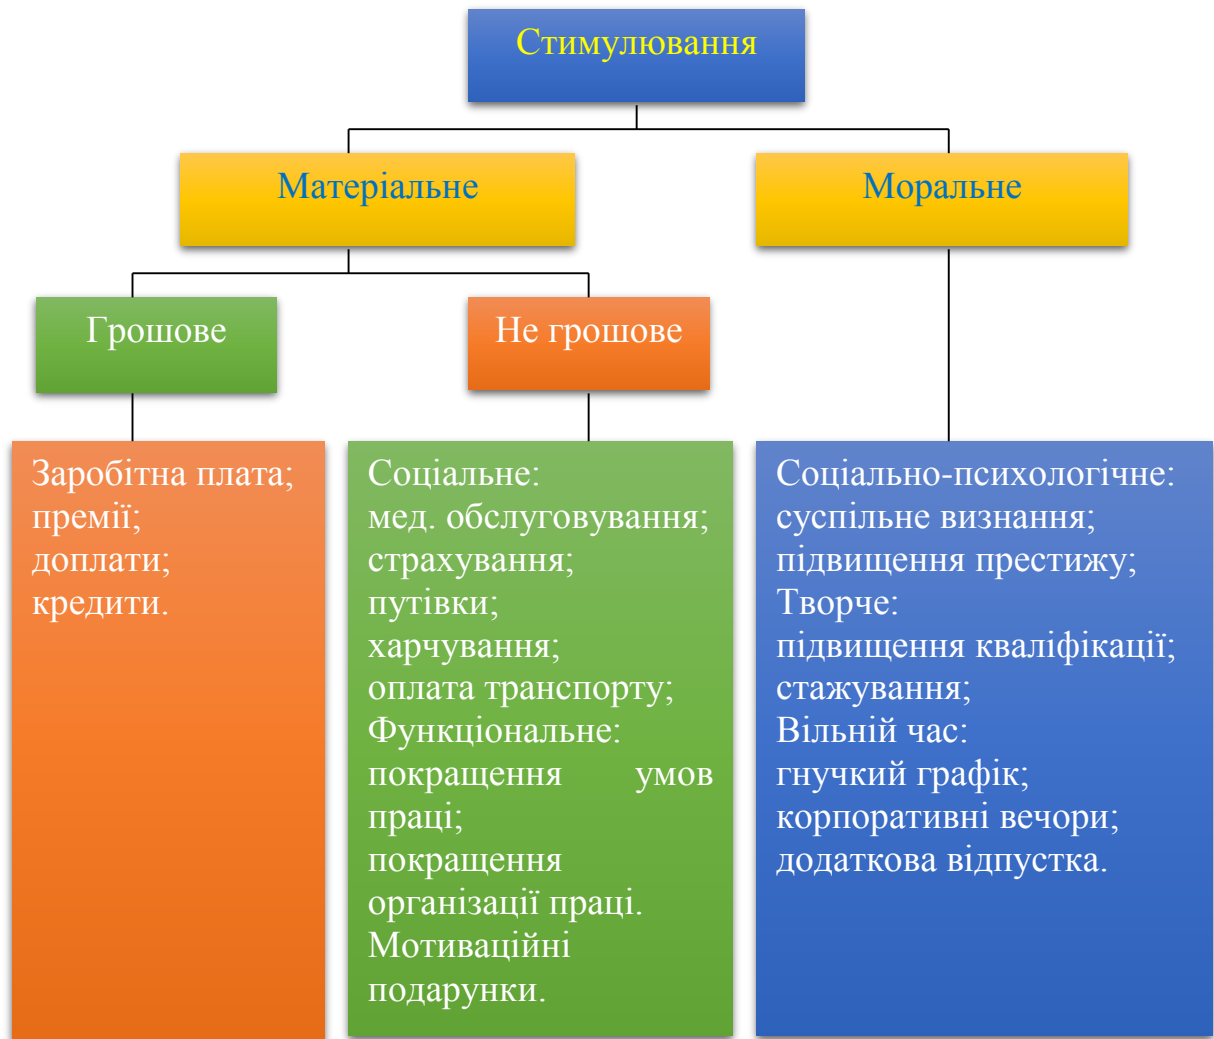 Стимулювання
Матеріальне
Моральне
Грошове
Не грошове
Заробітна плата;
премії;
доплати;
кредити.
Соціальне:
мед. обслуговування;
страхування;
путівки;
харчування;
оплата транспорту;
Функціональне:
покращення умов
праці;
покращення
організації праці.
Мотиваційні
подарунки.
Соціально-психологічне:
суспільне визнання;
підвищення престижу;
Творче:
підвищення кваліфікації;
стажування;
Вільній час:
гнучкий графік;
корпоративні вечори;
додаткова відпустка.